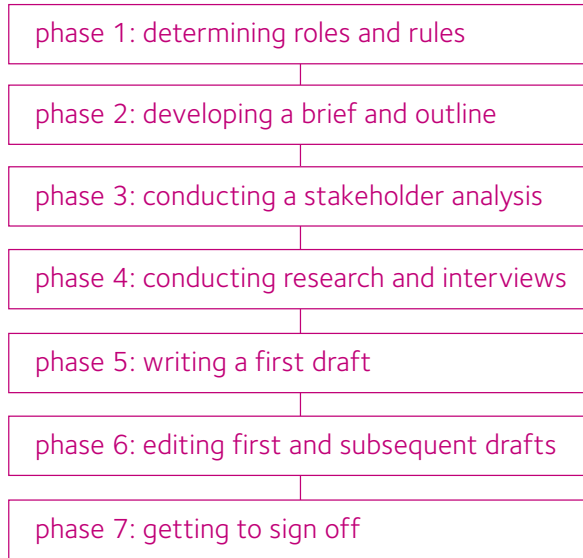 phase 1: determining roles and rules
phase 2: developing a brief and outline
phase 3: conducting a stakeholder analysis
phase 4: conducting research and interviews
phase 5: writing a first draft
phase 6: editing first and subsequent drafts
phase 7: getting to sign off